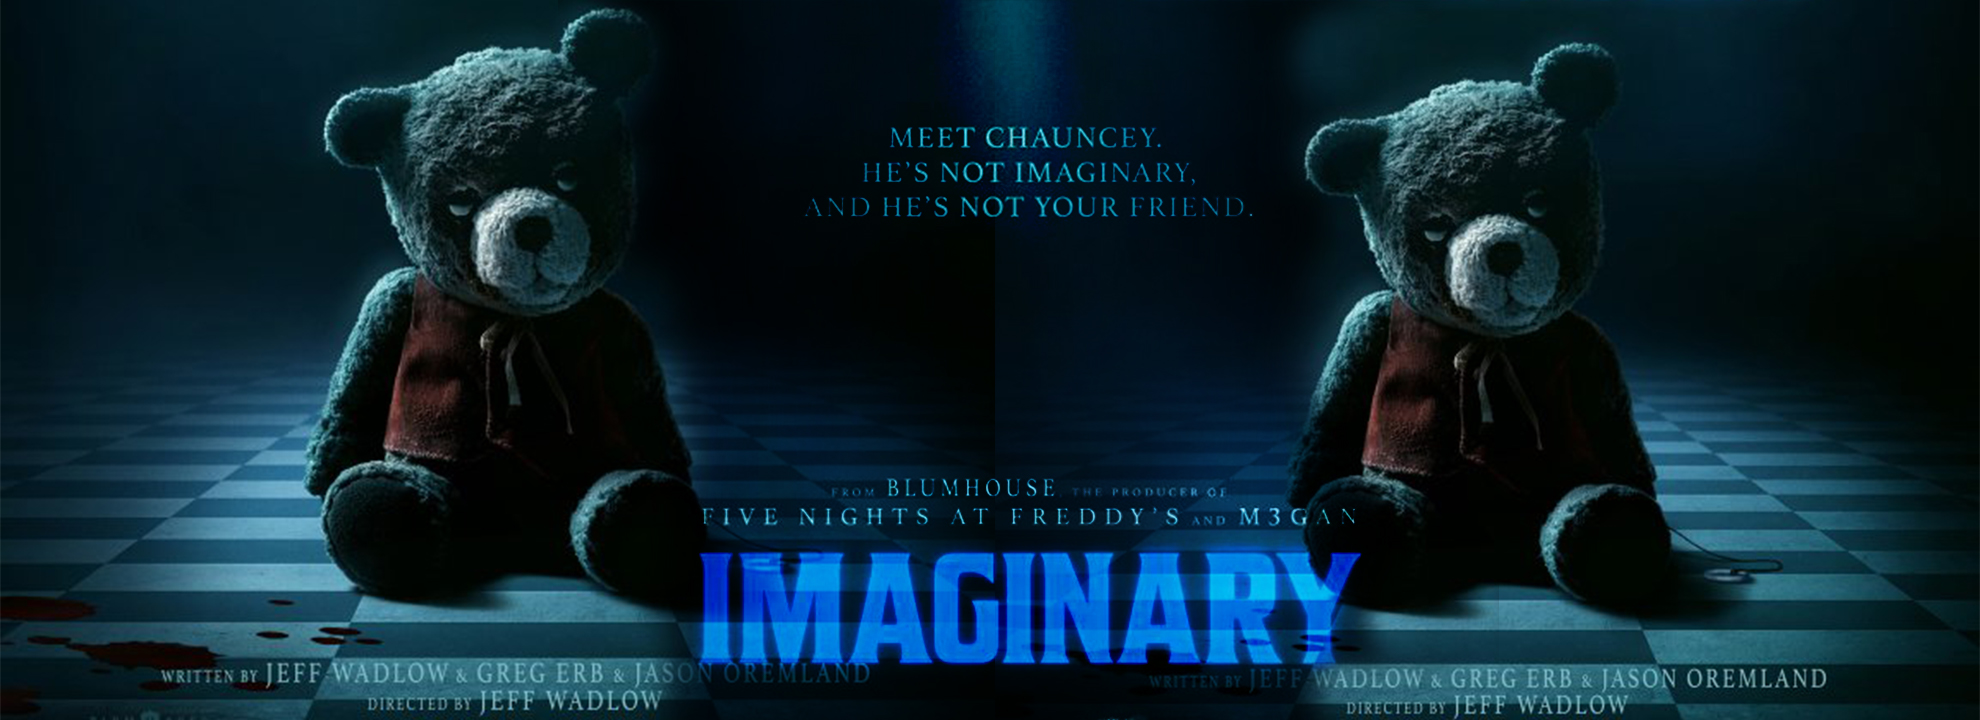 MEET CHAUNCEY.
HE'S NOT IMAGINARY,
AND HE'S NOT YOUR FRIEND.
FROM BLUMHOUSE, THE PRODUCER OF
FIVE NIGHTS AT FREDDY'S AND M3GAN
IMAGINARY
WRITTEN BY JEFF WADLOW & GREG ERB & JASON OREMLAND
DIRECTED BY JEFF WADLOW
WRITTEN BY JEFF WADLOW & GREG ERB & JASON OREMLAND
DIRECTED BY JEFF WADLOW